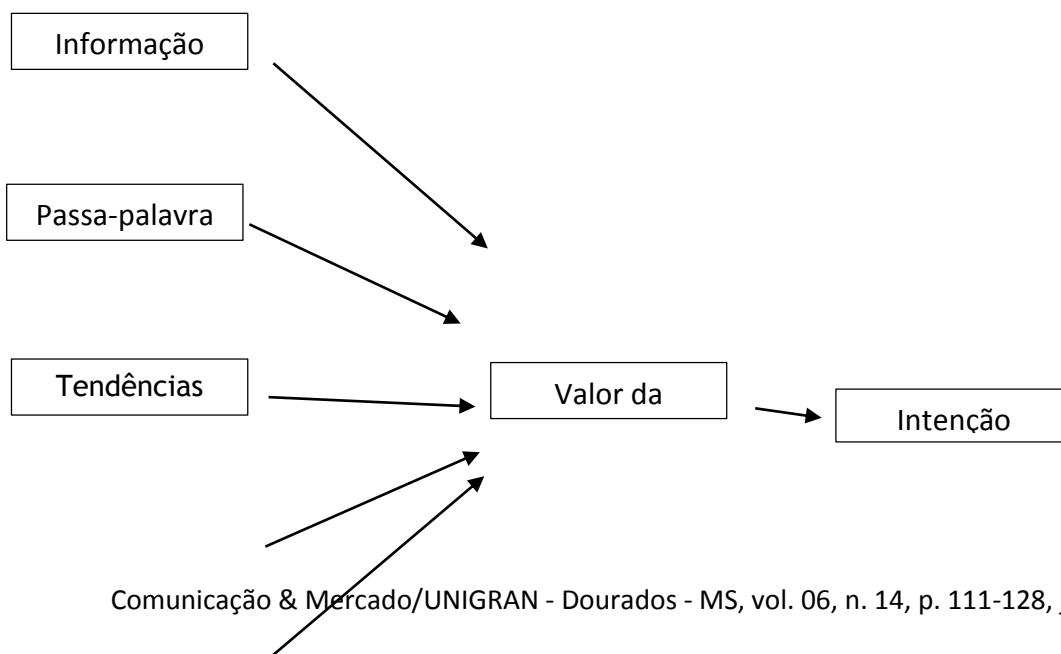 Informação
Passa-palavra
Tendências
Valor da
Intenção
Comunicação & Mercado/UNIGRAN - Dourados - MS, vol. 06, n. 14, p. 111-128,